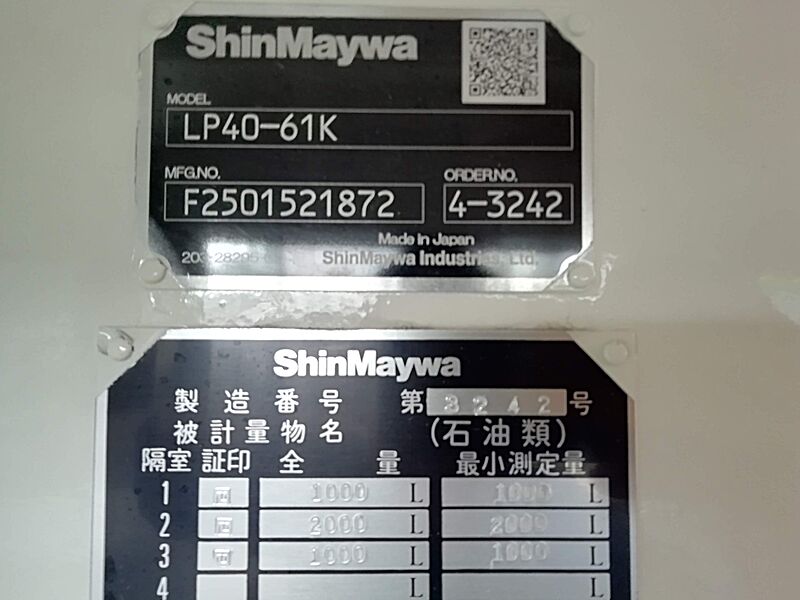 ShinMaywa
MODEL
LP40-61K
MFG.NO. ORDER.NO.
F2501521872 4-3242
Made in Japan
ShinMaywa Industries, Ltd.
ShinMaywa
製造番号 第3242号
被計量物名 (石油類)
隔室 証印 全量 最小測定量
1 1000 L 1000 L
2 2000 L 2000 L
3 1000 L 1000 L
4 L L